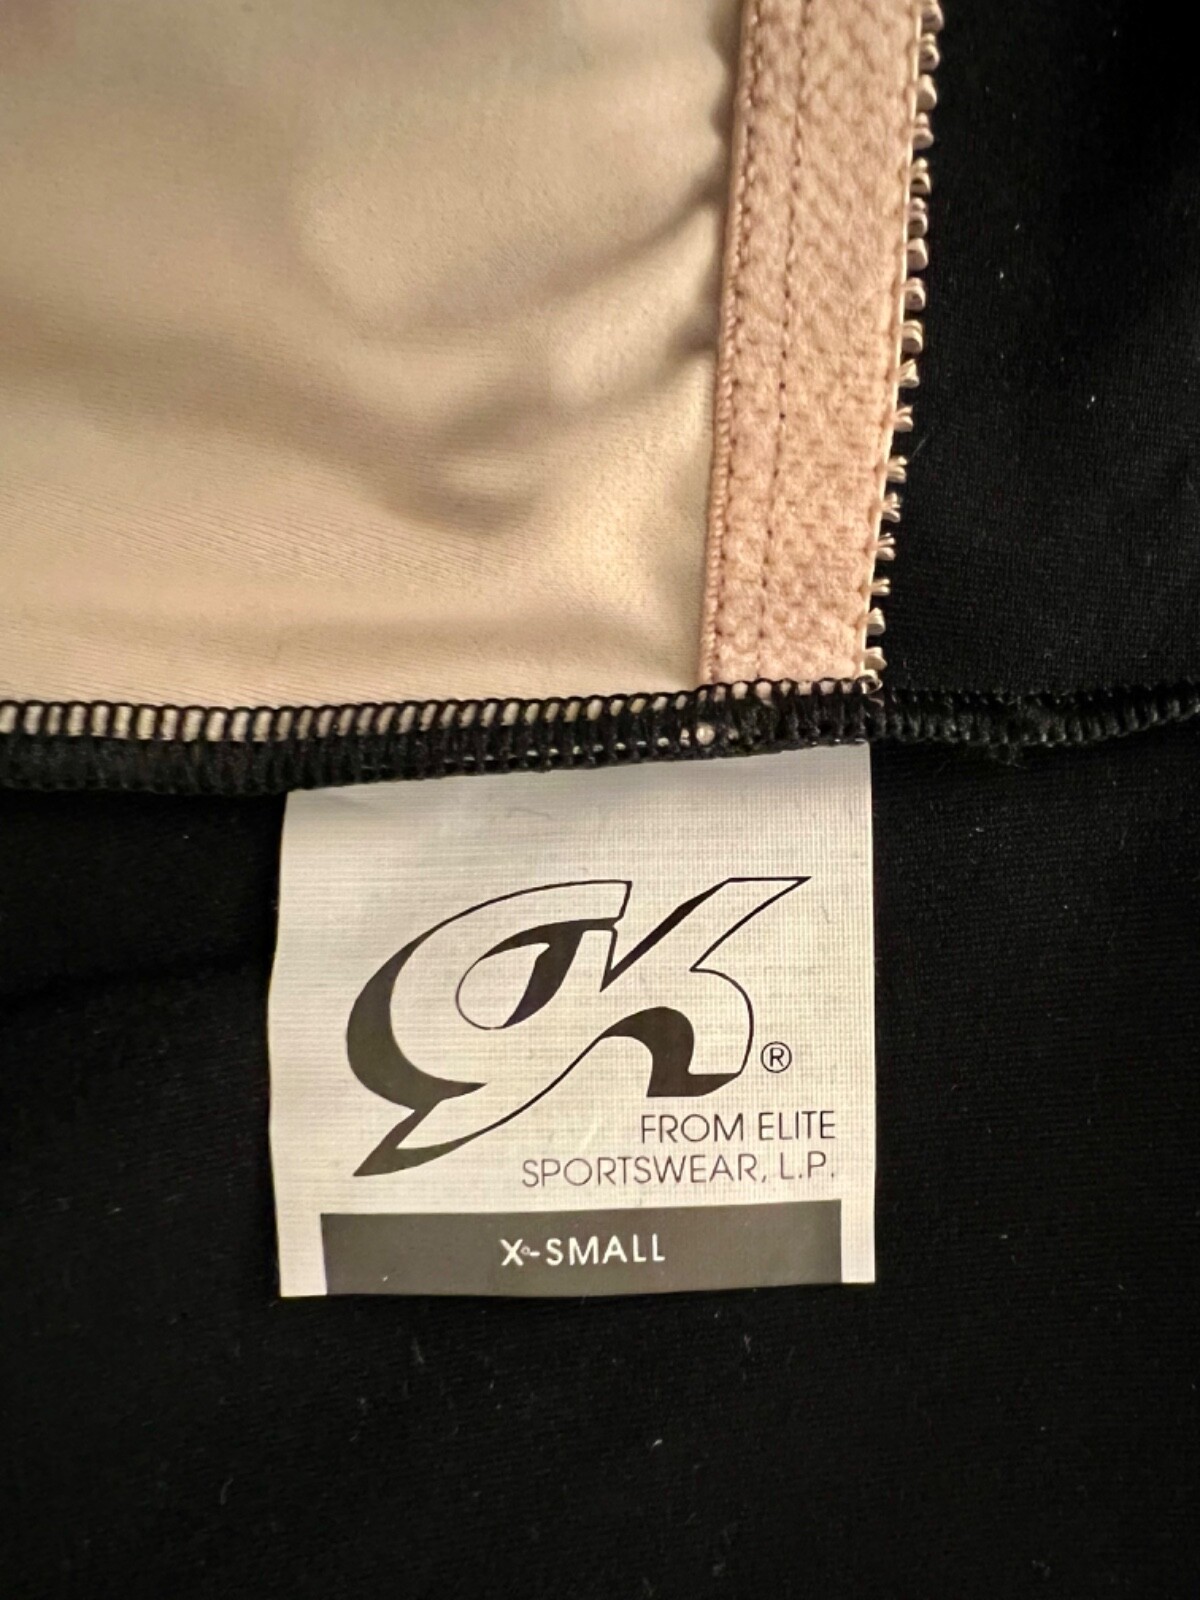 GK®
FROM ELITE
SPORTSWEAR, L.P.
X-SMALL